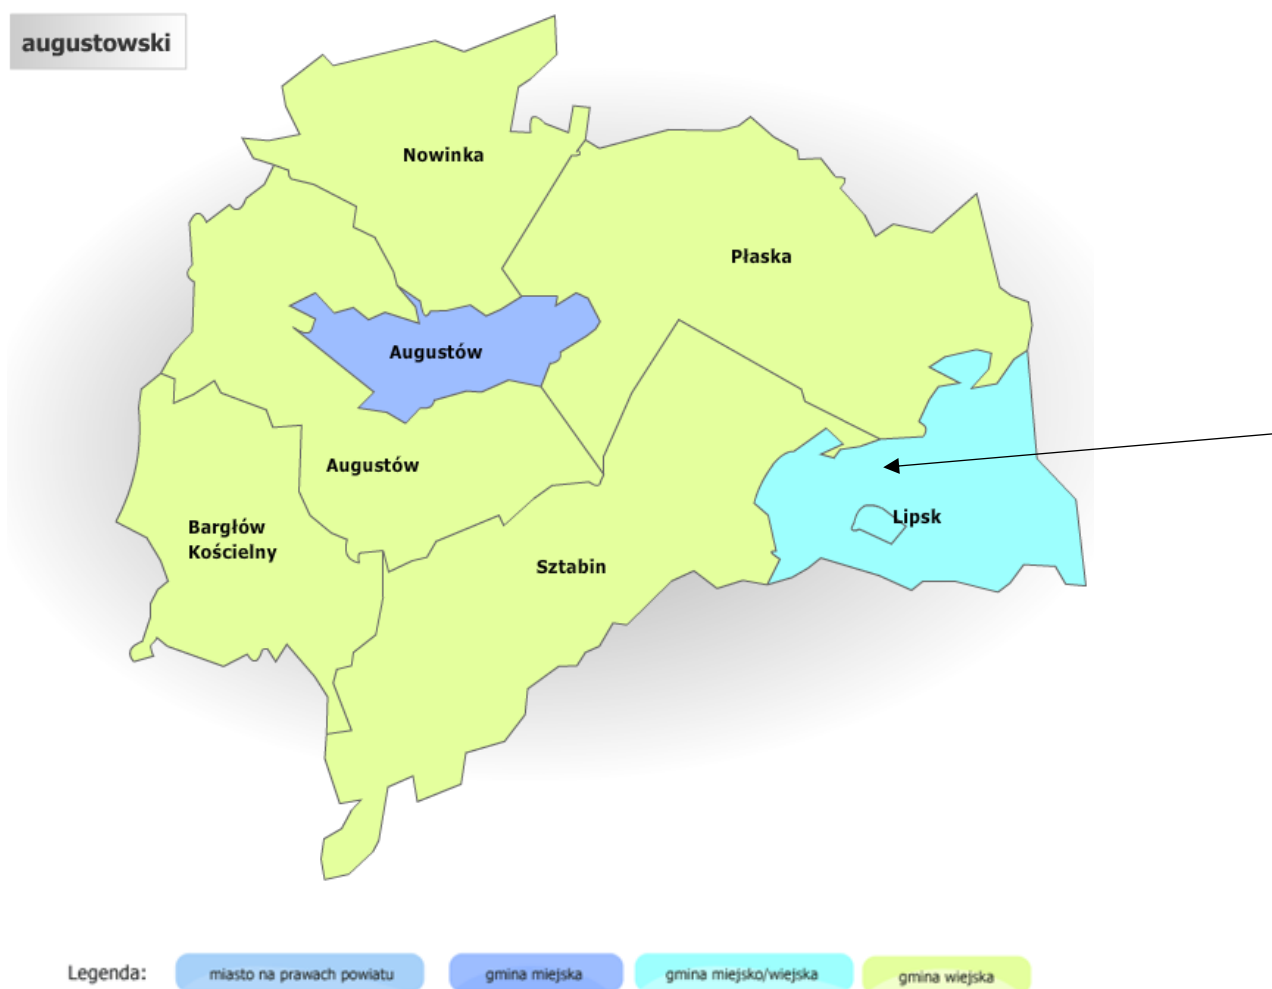 augustowski
Nowinka
Płaska
Augustów
Augustów
Bargłów
Kościelny
Lipsk
Sztabin
Legenda:
miasto na prawach powiatu
gmina miejska
gmina miejsko/wiejska
gmina wiejska